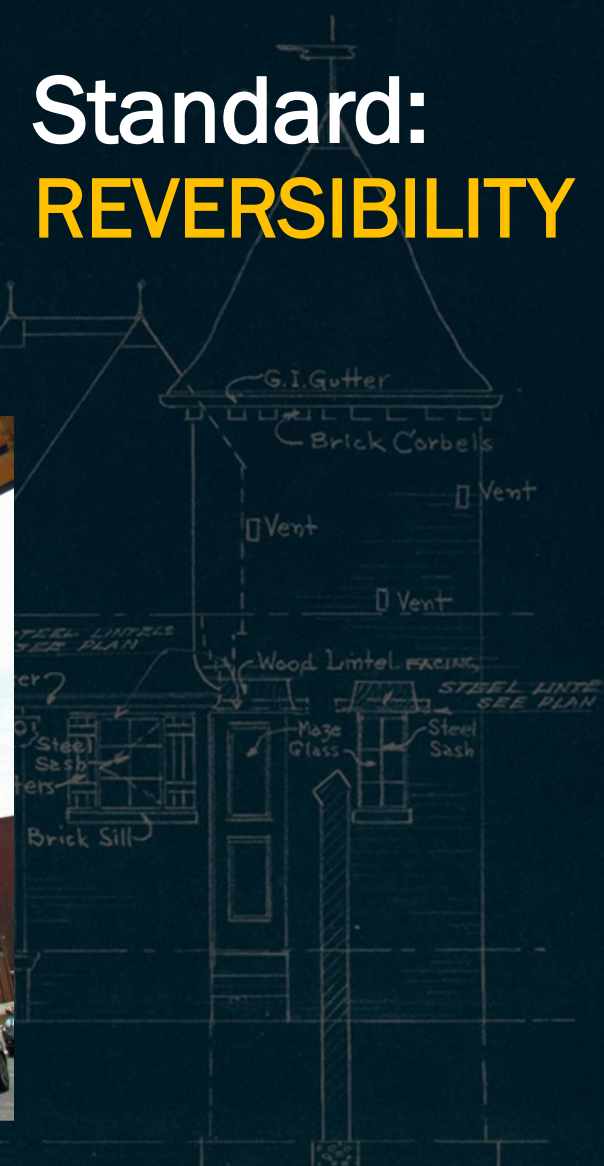 Standard:
REVERSIBILITY
G.I. Gutter
Brick Corbels
Vent
Vent
Vent
STEEL LINTELS
SEE PLAN
Wood Lintel FACING
STEEL LINTE
SEE PLAN
Steel
Sash
Maze
Glass
Steel
Sash
Brick Sill